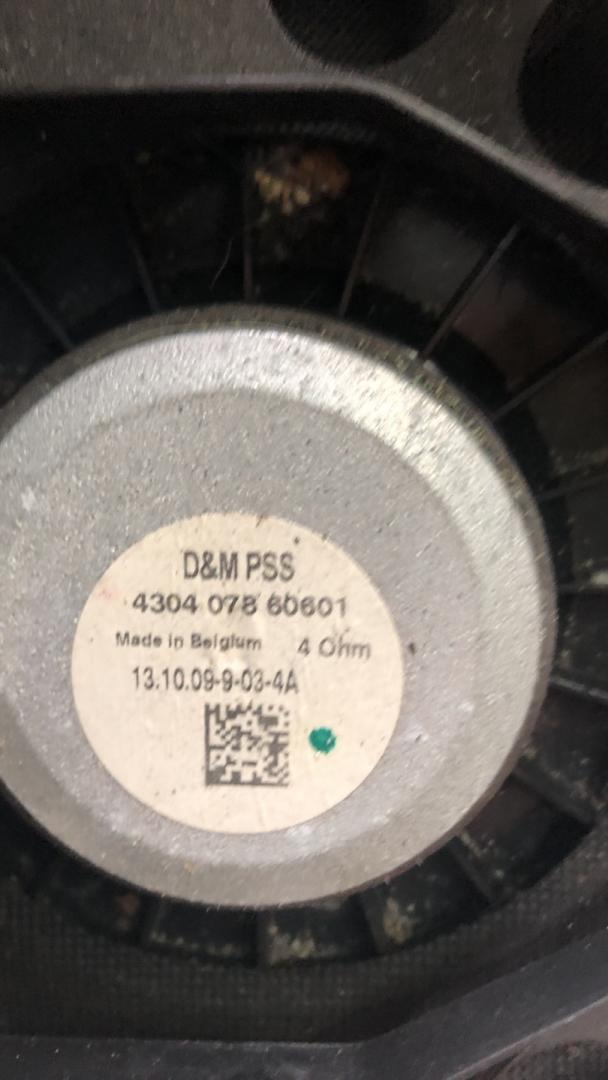 D&M PSS
4304 078 60601
Made in Belgium 4 Ohm
13.10.09-9-03-4A